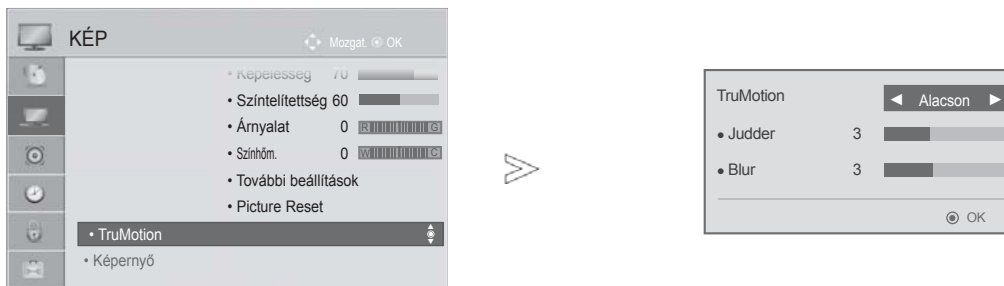 KÉP
Mozgat. OK
• Képélesség 70
• Színtelítettség 60
• Árnyalat 0 R G
• Színhőm. 0 W C
• További beállítások
• Picture Reset
• TruMotion
• Képernyő
TruMotion ◄ Alacson ►
• Judder 3
• Blur 3
OK